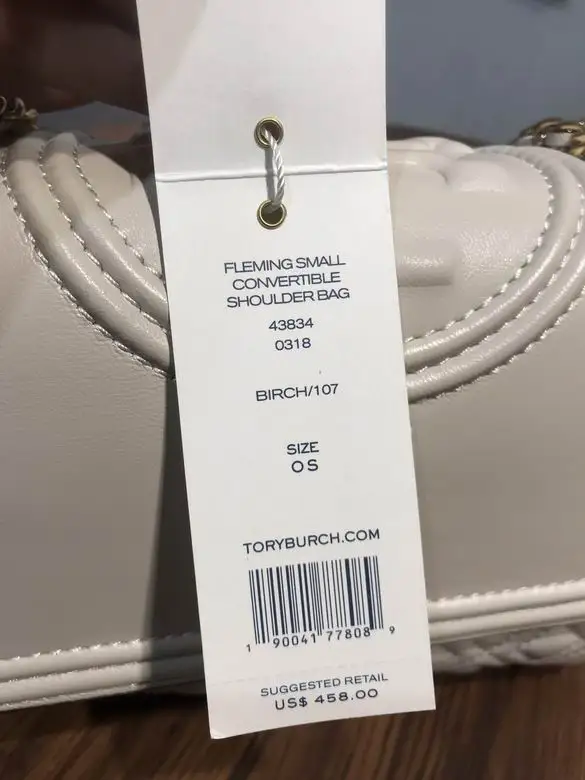 FLEMING SMALL
CONVERTIBLE
SHOULDER BAG
43834
0318
BIRCH/107
SIZE
OS
TORYBURCH.COM
1 90041 77808 9
SUGGESTED RETAIL
US$ 458.00